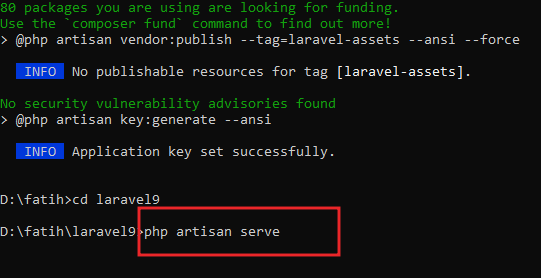 80 packages you are using are looking for funding.
Use the `composer fund` command to find out more!
> @php artisan vendor:publish --tag=laravel-assets --ansi --force
INFO No publishable resources for tag [laravel-assets].
No security vulnerability advisories found
> @php artisan key:generate --ansi
INFO Application key set successfully.
D:\fatih>cd laravel9
D:\fatih\laravel9>php artisan serve